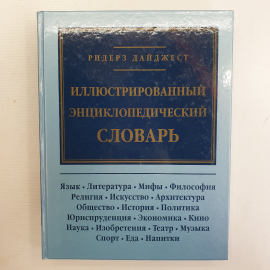 РИДЕРЗ ДАЙДЖЕСТ
ИЛЛЮСТРИРОВАННЫЙ
ЭНЦИКЛОПЕДИЧЕСКИЙ
СЛОВАРЬ
Язык • Литература • Мифы • Философия
Религия • Искусство • Архитектура
Общество • История • Политика
Юриспруденция • Экономика • Кино
Наука • Изобретения • Театр • Музыка
Спорт • Еда • Напитки